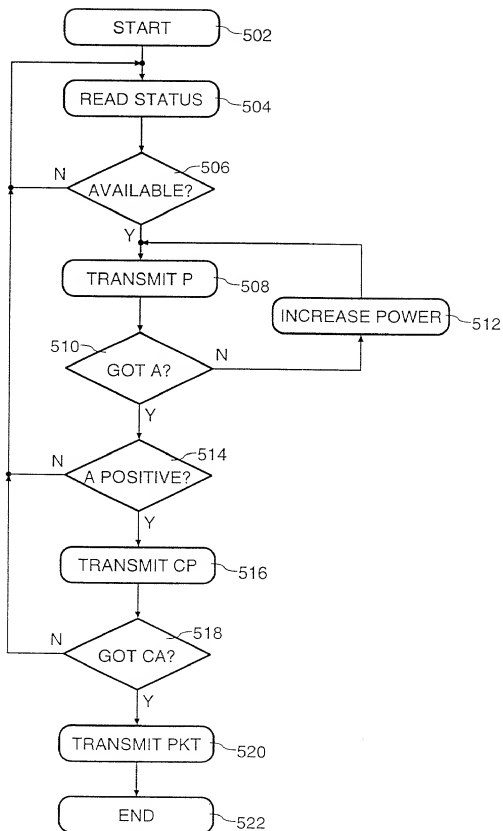 START
502
READ STATUS
504
506
N
AVAILABLE?
Y
TRANSMIT P
508
INCREASE POWER
512
510
GOT A?
N
Y
514
N
A POSITIVE?
Y
TRANSMIT CP
516
518
N
GOT CA?
Y
TRANSMIT PKT
520
END
522